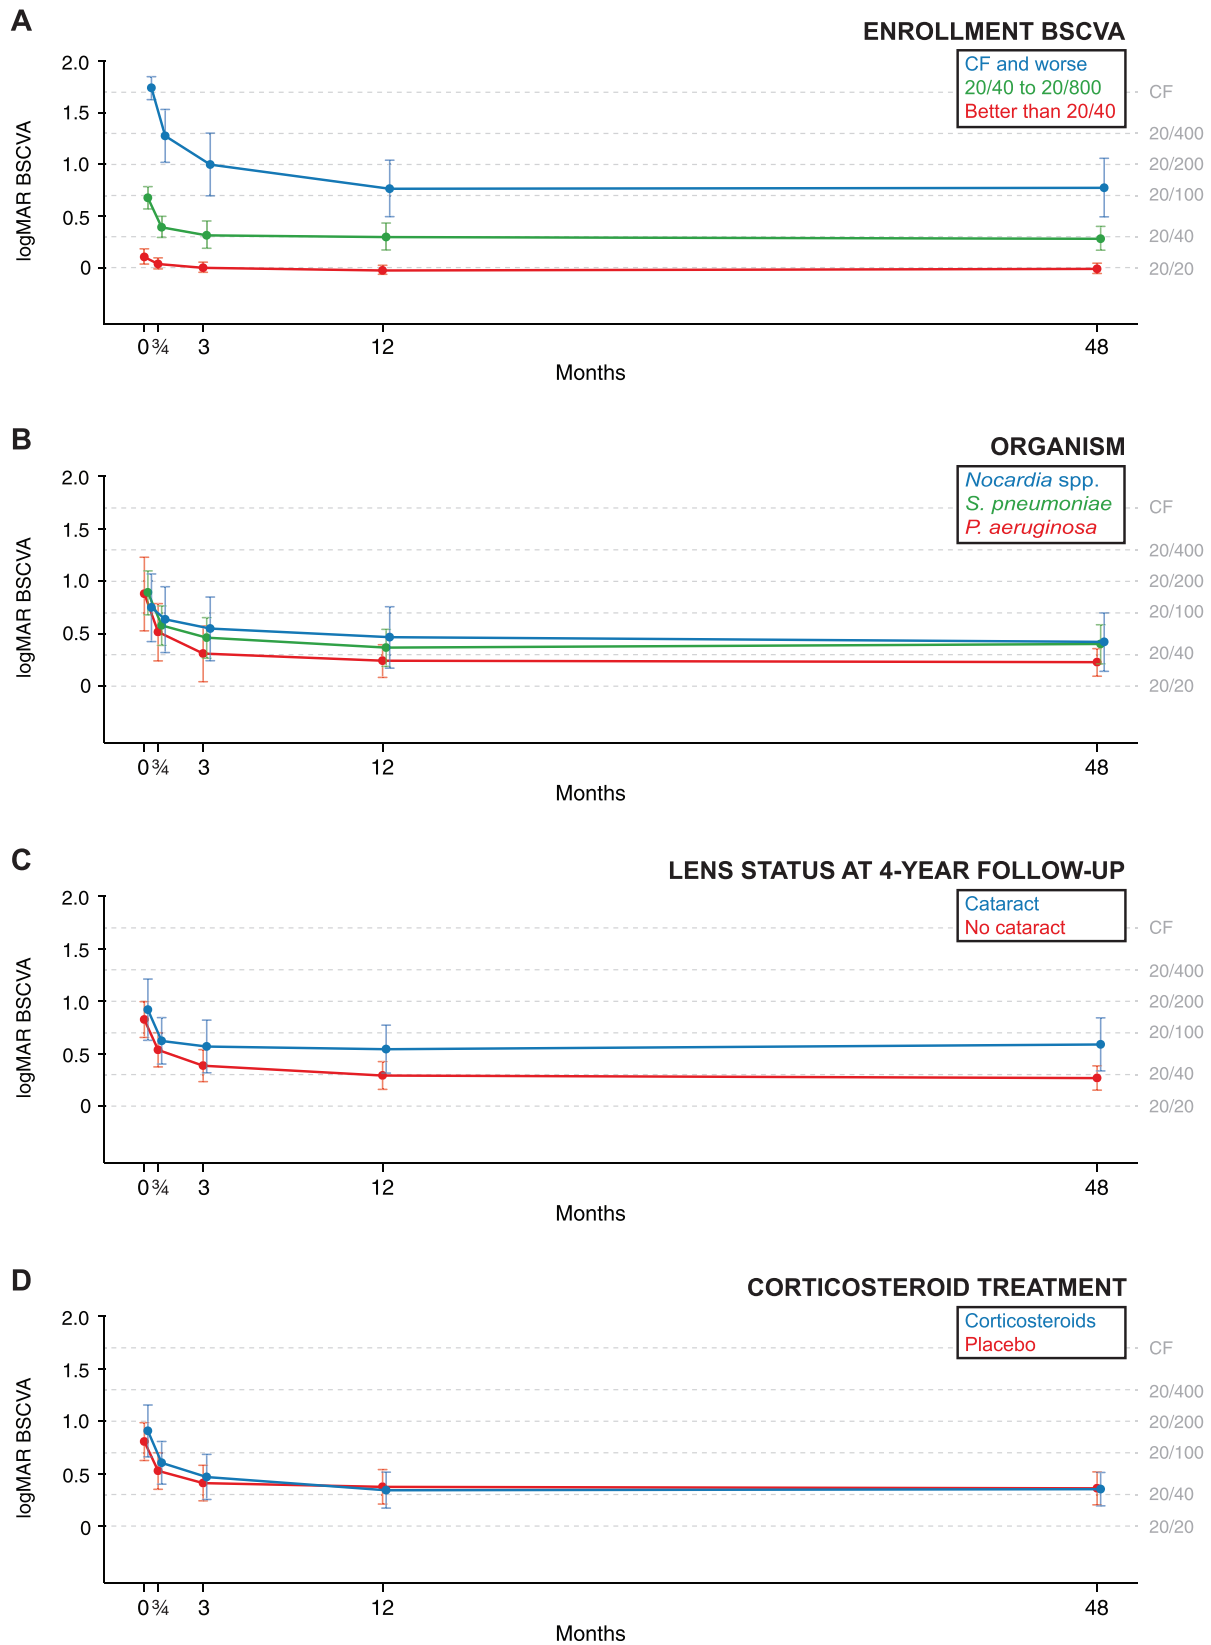 A
ENROLLMENT BSCVA
CF and worse
20/40 to 20/800
Better than 20/40
logMAR BSCVA
2.0
1.5
1.0
0.5
0
CF
20/400
20/200
20/100
20/40
20/20
0 ¾ 3 12 48
Months
B
ORGANISM
Nocardia spp.
S. pneumoniae
P. aeruginosa
logMAR BSCVA
2.0
1.5
1.0
0.5
0
CF
20/400
20/200
20/100
20/40
20/20
0 ¾ 3 12 48
Months
C
LENS STATUS AT 4-YEAR FOLLOW-UP
Cataract
No cataract
logMAR BSCVA
2.0
1.5
1.0
0.5
0
CF
20/400
20/200
20/100
20/40
20/20
0 ¾ 3 12 48
Months
D
CORTICOSTEROID TREATMENT
Corticosteroids
Placebo
logMAR BSCVA
2.0
1.5
1.0
0.5
0
CF
20/400
20/200
20/100
20/40
20/20
0 ¾ 3 12 48
Months